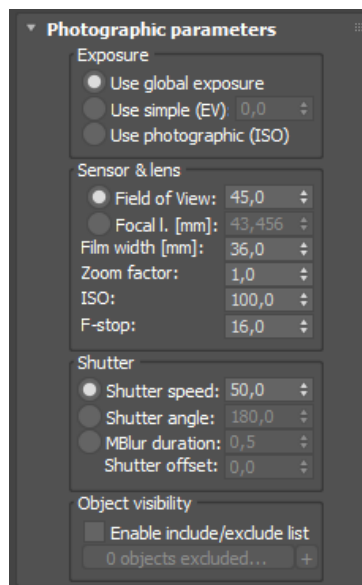 Photographic parameters
Exposure
Use global exposure
Use simple (EV): 0,0
Use photographic (ISO)
Sensor & lens
Field of View: 45,0
Focal l. [mm]: 43,456
Film width [mm]: 36,0
Zoom factor: 1,0
ISO: 100,0
F-stop: 16,0
Shutter
Shutter speed: 50,0
Shutter angle: 180,0
MBlur duration: 0,5
Shutter offset: 0,0
Object visibility
Enable include/exclude list
0 objects excluded... +